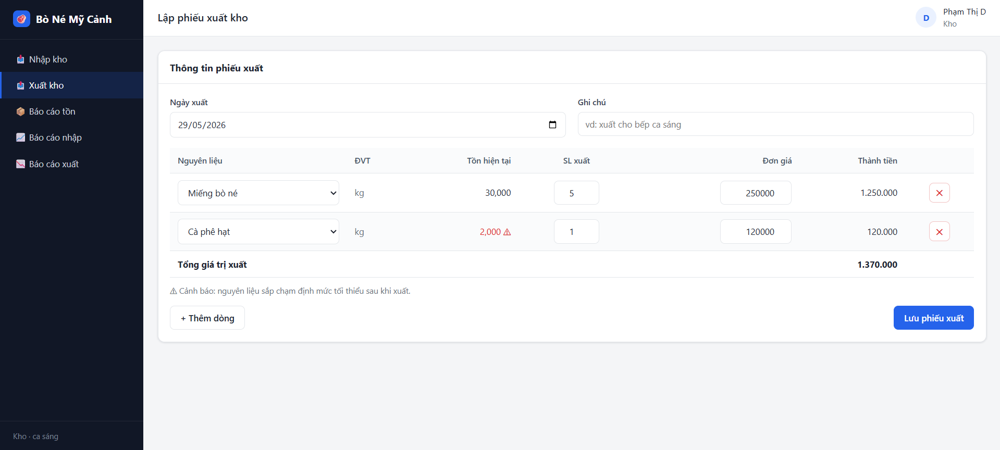 Bò Né Mỹ Cảnh
Nhập kho
Xuất kho
Báo cáo tồn
Báo cáo nhập
Báo cáo xuất
Kho · ca sáng
Lập phiếu xuất kho
D
Phạm Thị D
Kho
Thông tin phiếu xuất
Ngày xuất
29/05/2026
Ghi chú
vd: xuất cho bếp ca sáng
Nguyên liệu ĐVT Tồn hiện tại SL xuất Đơn giá Thành tiền
Miếng bò né kg 30,000 5 250000 1.250.000
Cà phê hạt kg 2,000 ⚠ 1 120000 120.000
Tổng giá trị xuất 1.370.000
⚠ Cảnh báo: nguyên liệu sắp chạm định mức tối thiểu sau khi xuất.
+ Thêm dòng
Lưu phiếu xuất